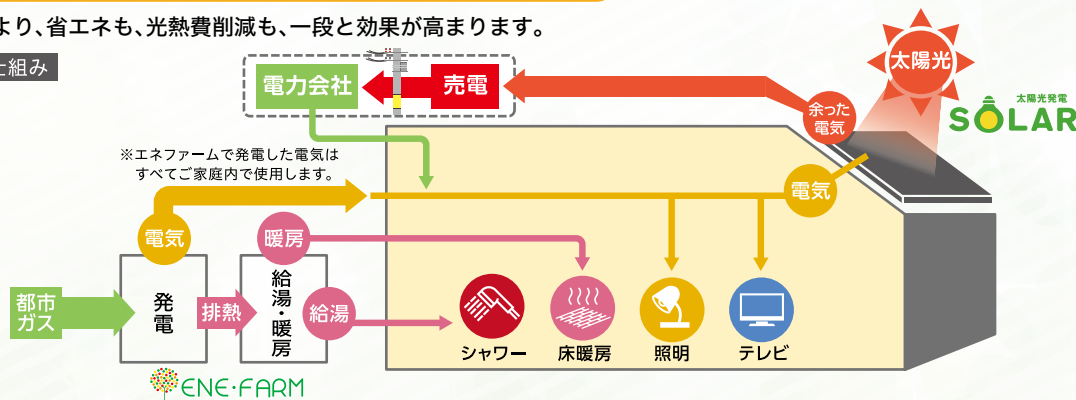 より、省エネも、光熱費削減も、一段と効果が高まります。
仕組み
電力会社
売電
太陽光
余った
電気
太陽光発電
SOLAR
※エネファームで発電した電気は
すべてご家庭内で使用します。
電気
電気
暖房
都市
ガス
発電
排熱
給湯・暖房
給湯
シャワー
床暖房
照明
テレビ
ENE・FARM